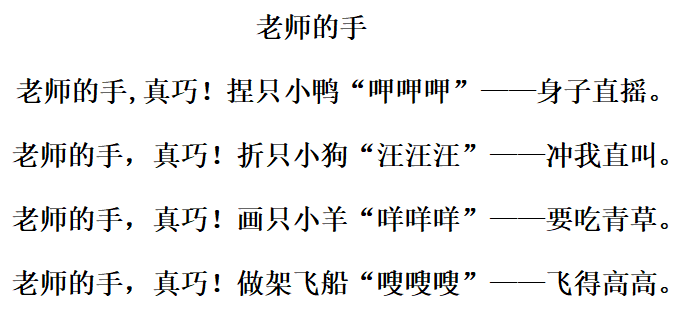 老师的手
老师的手,真巧！捏只小鸭“呷呷呷”——身子直摇。
老师的手，真巧！折只小狗“汪汪汪”——冲我直叫。
老师的手，真巧！画只小羊“咩咩咩”——要吃青草。
老师的手，真巧！做架飞船“嗖嗖嗖”——飞得高高。